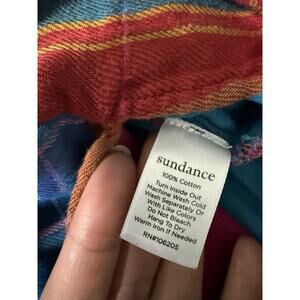 sundance
100% Cotton
Turn Inside Out
Machine Wash Cold
Wash Separately Or
With Like Colors
Do Not Bleach
Hang To Dry
Warm Iron If Needed
RN#106205